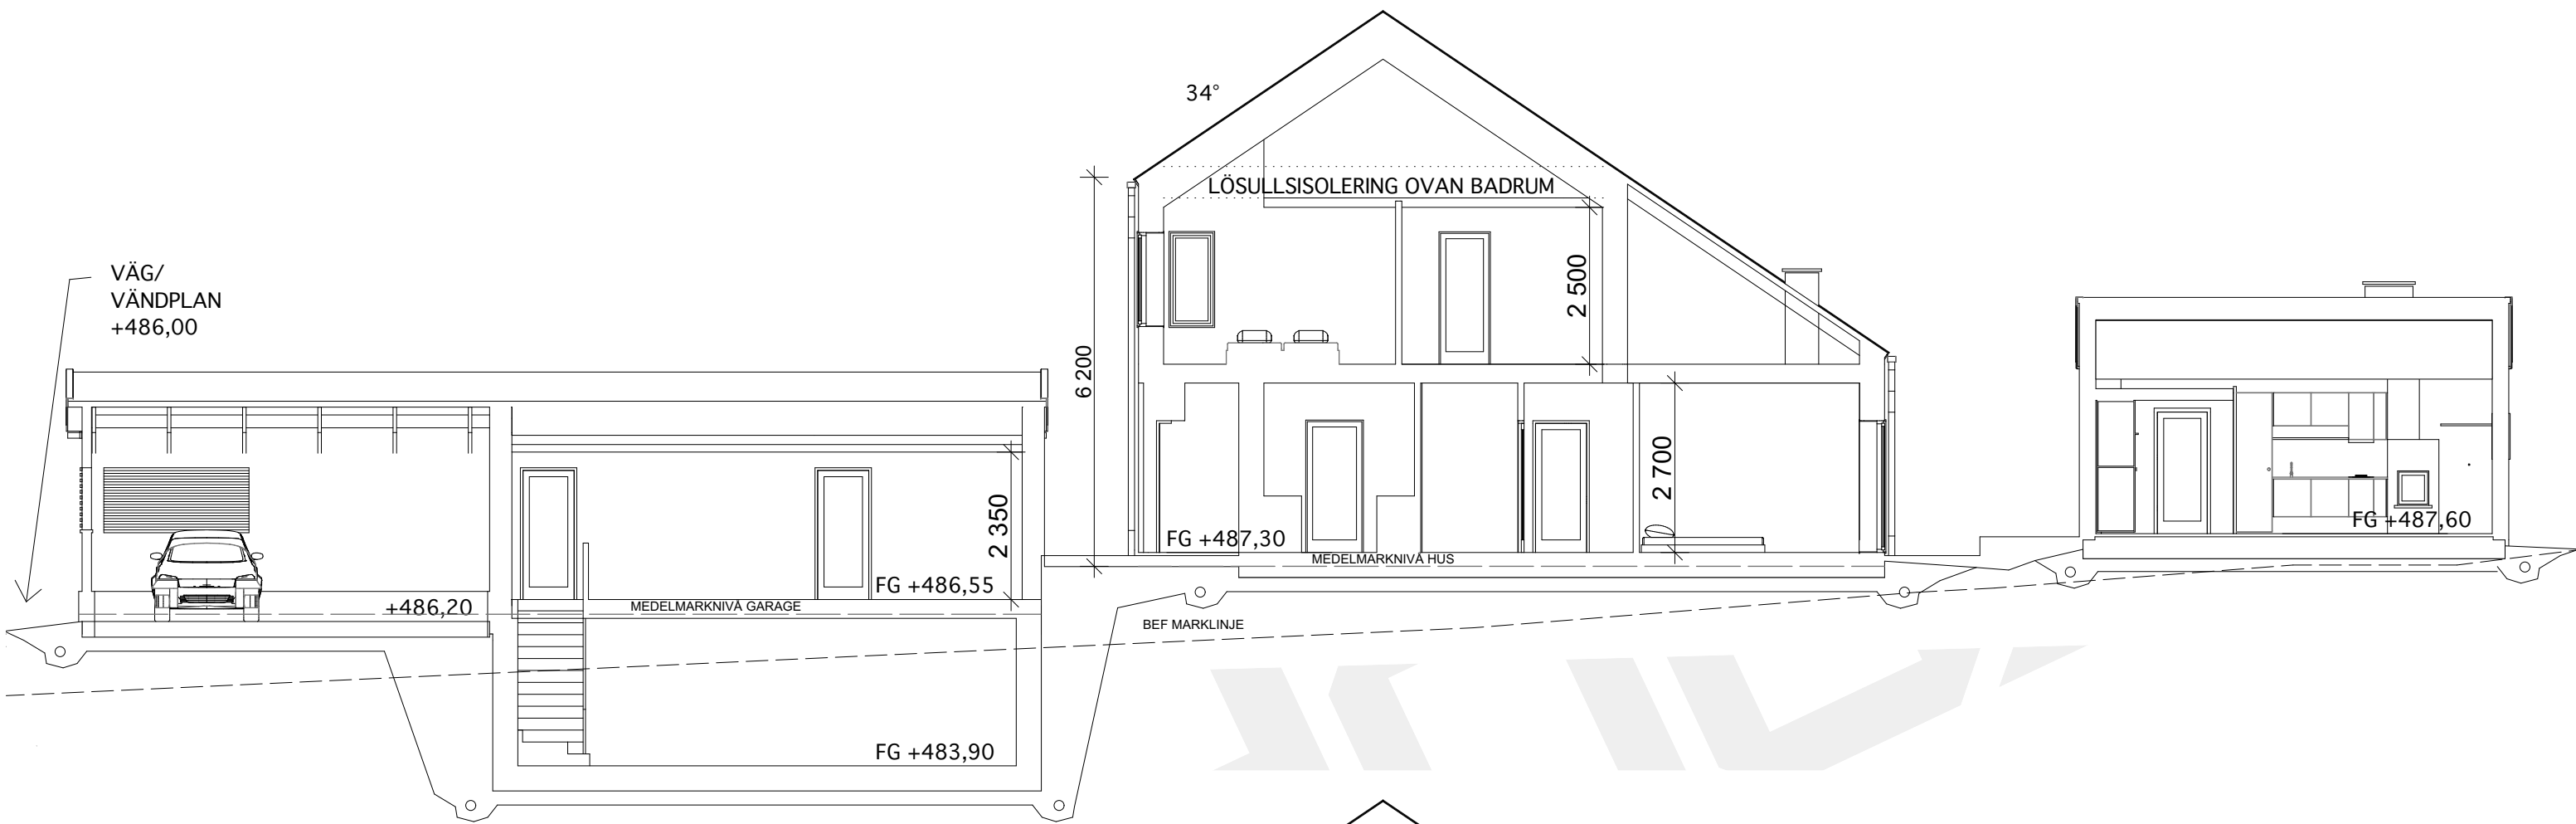 34°
LÖSULLSISOLERING OVAN BADRUM
VÄG/
VÄNDPLAN
+486,00
2 500
6 200
2 700
2 350
FG +487,30
FG +487,60
MEDELMARKNIVÅ HUS
FG +486,55
+486,20
MEDELMARKNIVÅ GARAGE
BEF MARKLINJE
FG +483,90